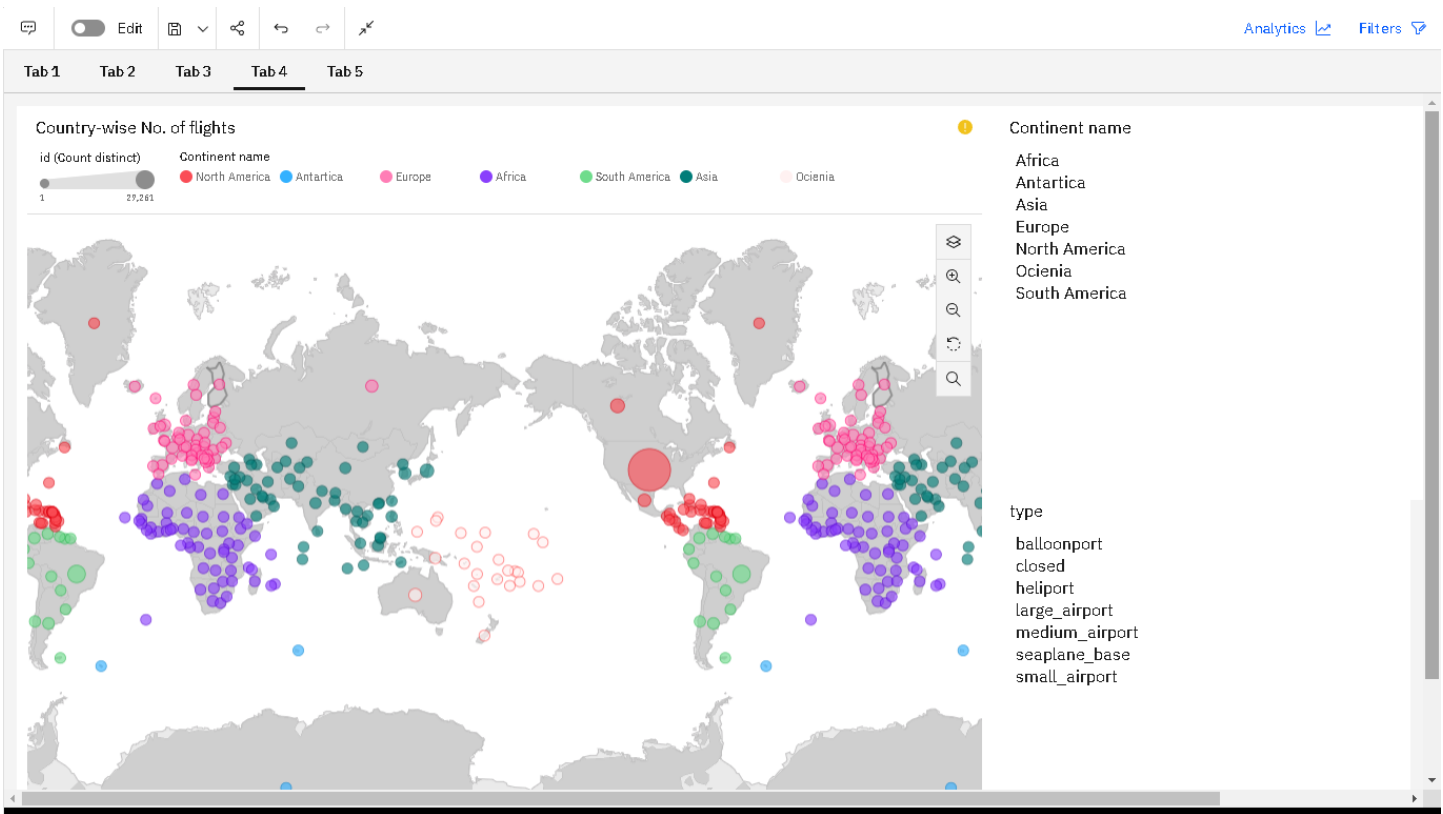 Edit
Analytics
Filters
Tab 1 Tab 2 Tab 3 Tab 4 Tab 5
Country-wise No. of flights
id (Count distinct)
1 27,261
Continent name
North America Antartica Europe Africa South America Asia Ocienia
Continent name
Africa
Antartica
Asia
Europe
North America
Ocienia
South America
type
balloonport
closed
heliport
large_airport
medium_airport
seaplane_base
small_airport